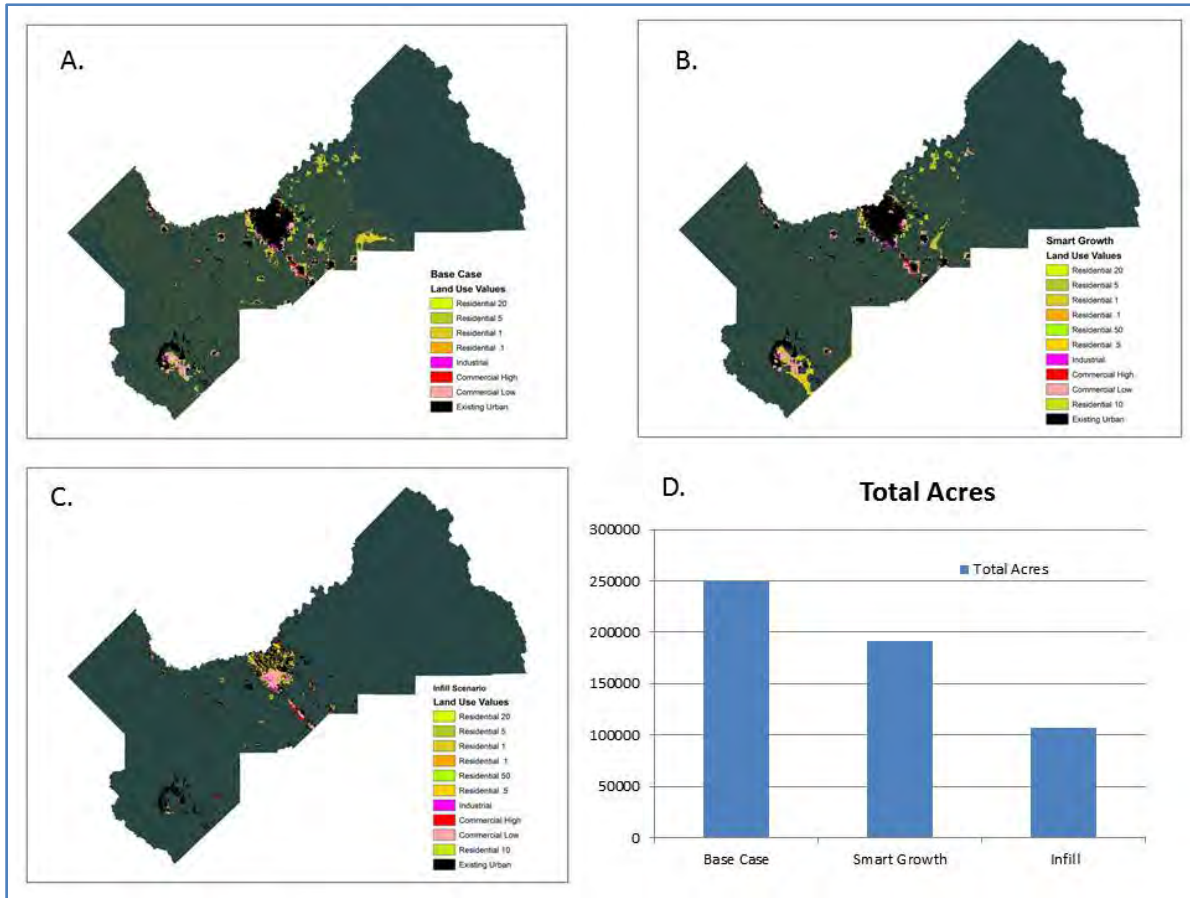 A.
Base Case
Land Use Values
Residential 20
Residential 5
Residential 1
Residential .1
Industrial
Commercial High
Commercial Low
Existing Urban
B.
Smart Growth
Land Use Values
Residential 20
Residential 5
Residential 1
Residential .1
Residential 50
Residential .5
Industrial
Commercial High
Commercial Low
Residential 10
Existing Urban
C.
Infill Scenario
Land Use Values
Residential 20
Residential 5
Residential 1
Residential .1
Residential 50
Residential .5
Industrial
Commercial High
Commercial Low
Residential 10
Existing Urban
D.
Total Acres
300000
250000
200000
150000
100000
50000
0
Total Acres
Base Case
Smart Growth
Infill